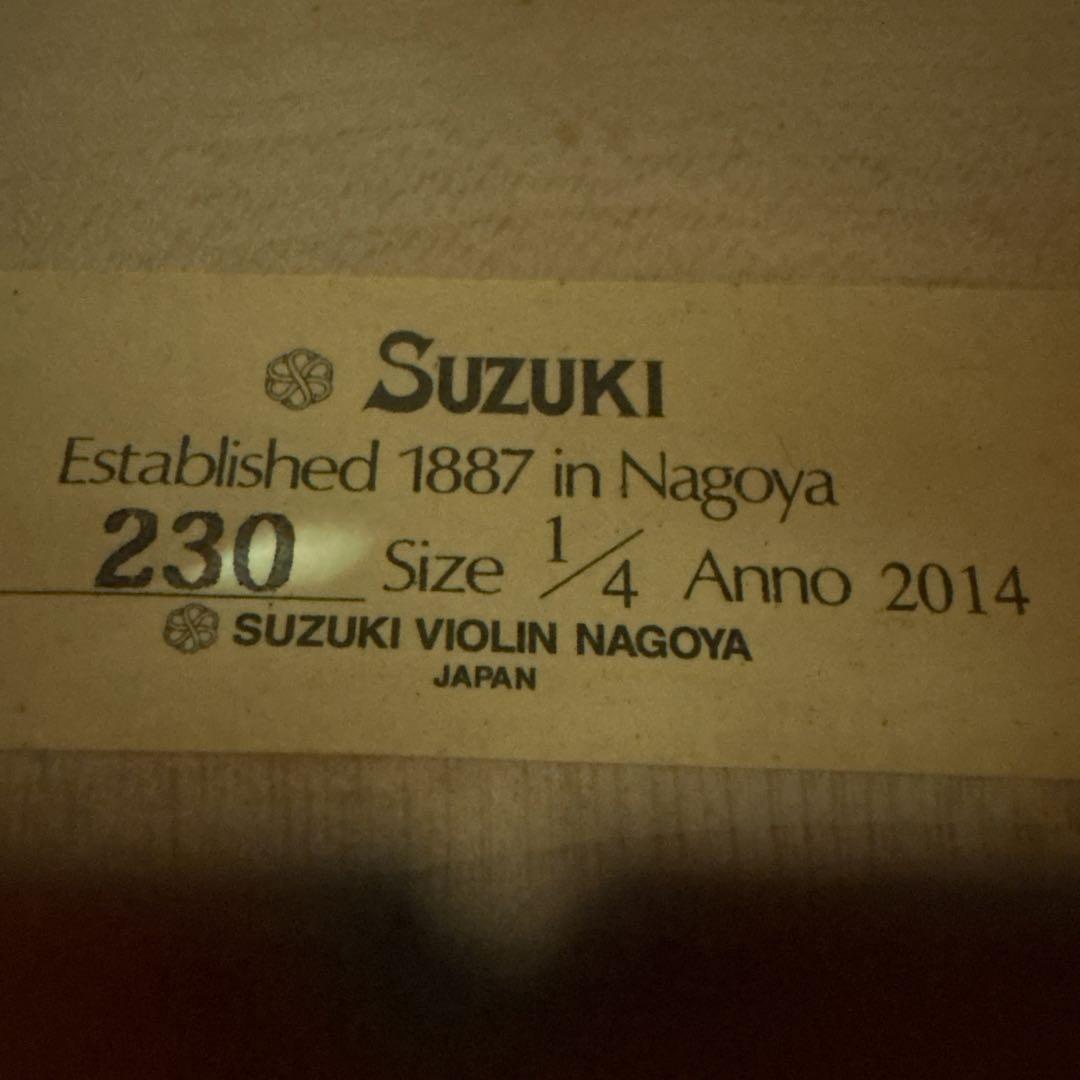 SUZUKI
Established 1887 in Nagoya
230 Size 1/4 Anno 2014
SUZUKI VIOLIN NAGOYA
JAPAN